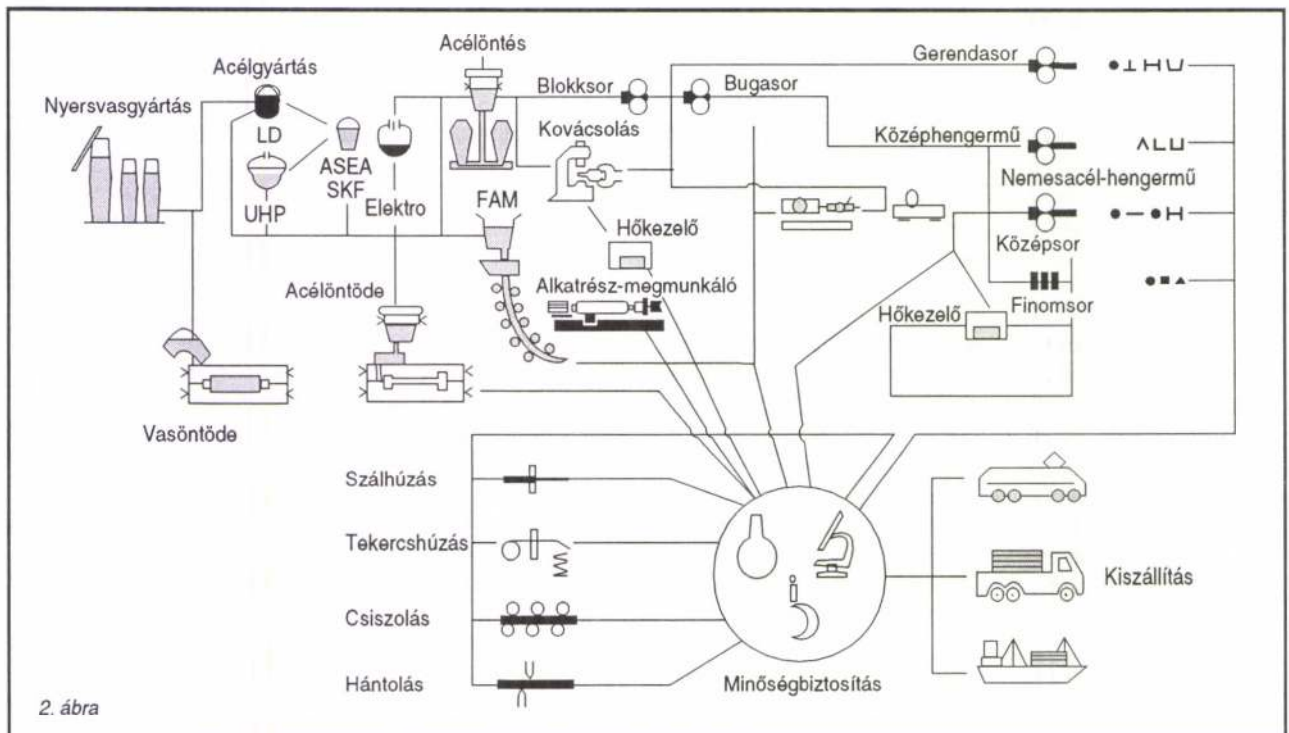 Acélöntés
Gerendasor
Acélgyártás
Nyersvasgyártás
Blokksor
Bugasor
Kovácsolás
Középhengermű
LD
ASEA
SKF
Nemesacél-hengermű
UHP
Elektro
FAM
Hőkezelő
Középsor
Alkatrész-megmunkáló
Acélöntöde
Finomsor
Hőkezelő
Vasöntöde
Szálhúzás
Tekercshúzás
Kiszállítás
Csiszolás
Hántolás
Minőségbiztosítás
2. ábra